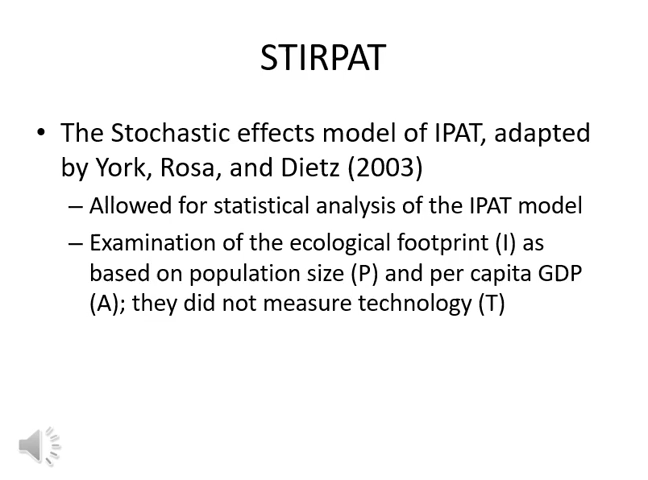 STIRPAT
• The Stochastic effects model of IPAT, adapted
by York, Rosa, and Dietz (2003)
– Allowed for statistical analysis of the IPAT model
– Examination of the ecological footprint (I) as
based on population size (P) and per capita GDP
(A); they did not measure technology (T)